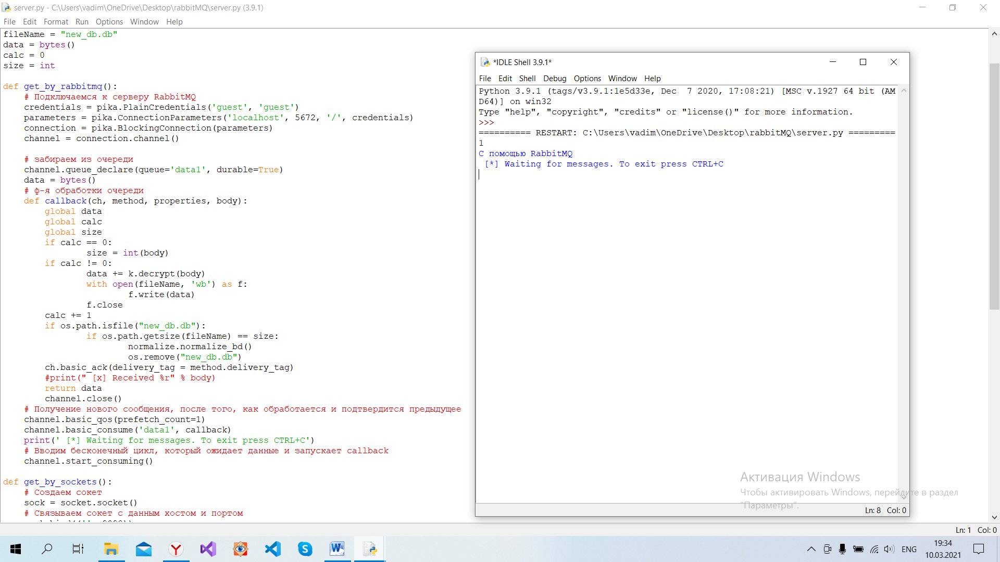 server.py - C:\Users\vadim\OneDrive\Desktop\rabbitMQ\server.py (3.9.1)
File Edit Format Run Options Window Help
fileName = "new_db.db"
data = bytes()
calc = 0
size = int
def get_by_rabbitmq():
# Подключаемся к серверу RabbitMQ
credentials = pika.PlainCredentials('guest', 'guest')
parameters = pika.ConnectionParameters('localhost', 5672, '/', credentials)
connection = pika.BlockingConnection(parameters)
channel = connection.channel()
# забираем из очереди
channel.queue_declare(queue='data1', durable=True)
data = bytes()
# ф-я обработки очереди
def callback(ch, method, properties, body):
global data
global calc
global size
if calc == 0:
size = int(body)
if calc != 0:
data += k.decrypt(body)
with open(fileName, 'wb') as f:
f.write(data)
f.close
calc += 1
if os.path.isfile("new_db.db"):
if os.path.getsize(fileName) == size:
normalize.normalize_bd()
os.remove("new_db.db")
ch.basic_ack(delivery_tag = method.delivery_tag)
#print(" [x] Received %r" % body)
return data
channel.close()
# Получение нового сообщения, после того, как обработается и подтвердится предыдущее
channel.basic_qos(prefetch_count=1)
channel.basic_consume('data1', callback)
print(' [*] Waiting for messages. To exit press CTRL+C')
# Вводим бесконечный цикл, который ожидает данные и запускает callback
channel.start_consuming()
def get_by_sockets():
# Создаем сокет
sock = socket.socket()
# Связываем сокет с данным хостом и портом
*IDLE Shell 3.9.1*
File Edit Shell Debug Options Window Help
Python 3.9.1 (tags/v3.9.1:1e5d33e, Dec  7 2020, 17:08:21) [MSC v.1927 64 bit (AM
D64)] on win32
Type "help", "copyright", "credits" or "license()" for more information.
>>>
========== RESTART: C:\Users\vadim\OneDrive\Desktop\rabbitMQ\server.py =========
1
С помощью RabbitMQ
[*] Waiting for messages. To exit press CTRL+C
Активация Windows
Чтобы активировать Windows, перейдите в раздел
"Параметры".
Ln: 8 Col: 0
Ln: 1 Col: 0
ENG
19:34
10.03.2021